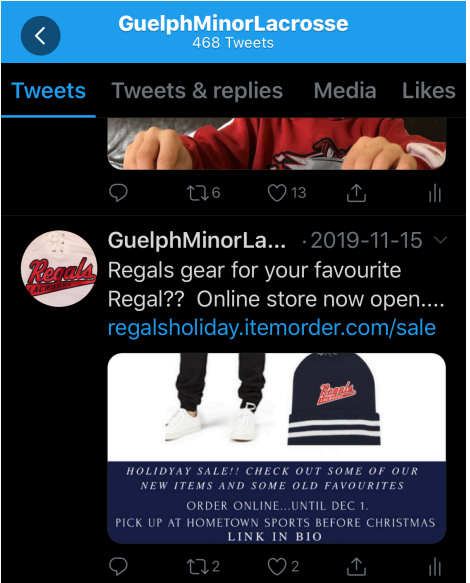 GuelphMinorLacrosse
468 Tweets
Tweets Tweets & replies Media Likes
6 13
GuelphMinorLa... · 2019-11-15
Regals gear for your favourite
Regal?? Online store now open....
regalsholiday.itemorder.com/sale
Regals
LACROSSE
Regals
HOLIDYAY SALE!! CHECK OUT SOME OF OUR
NEW ITEMS AND SOME OLD FAVOURITES
ORDER ONLINE...UNTIL DEC 1.
PICK UP AT HOMETOWN SPORTS BEFORE CHRISTMAS
LINK IN BIO
2 2